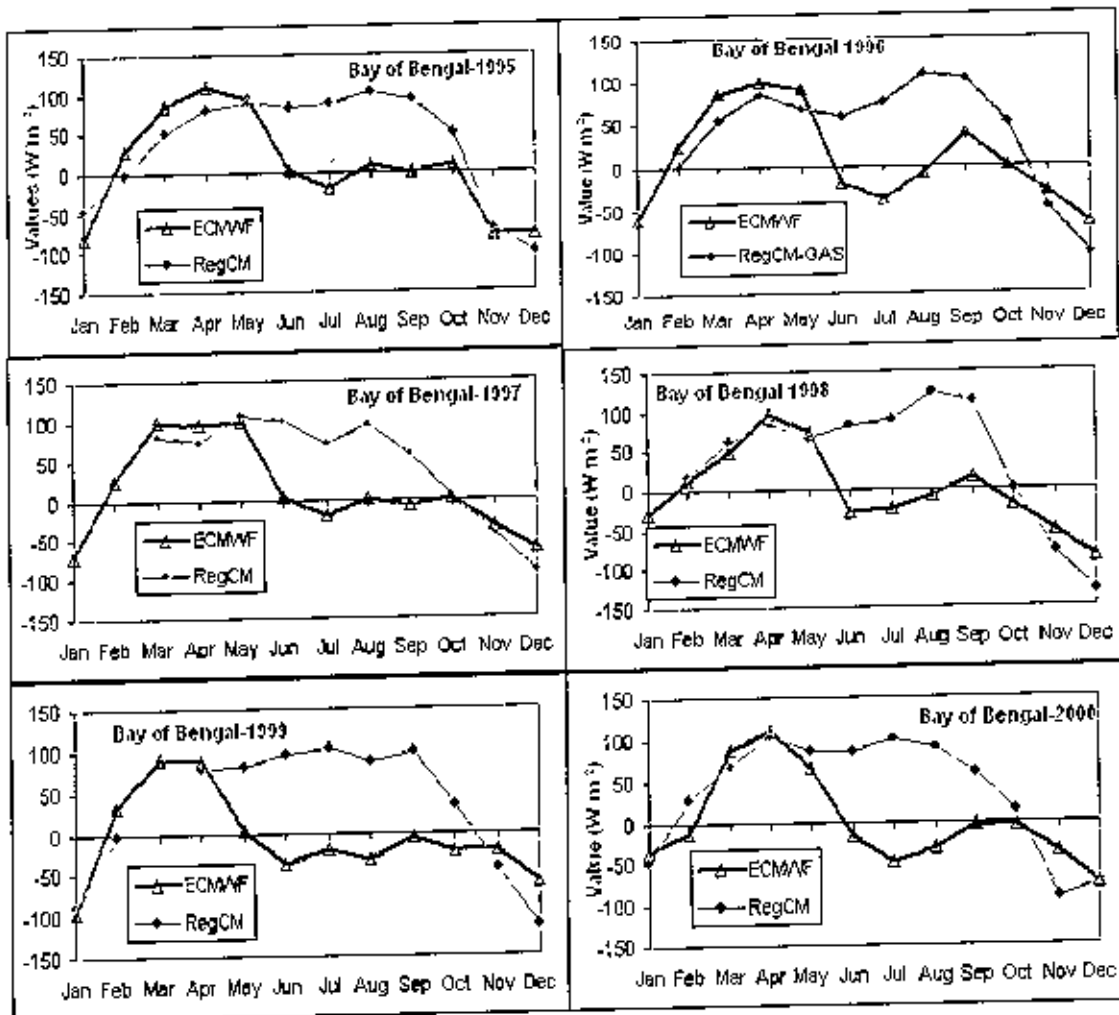 Bay of Bengal-1995
Values (W m⁻²)
150
100
50
0
-50
-100
-150
ECMWF
RegCM
Jan Feb Mar Apr May Jun Jul Aug Sep Oct Nov Dec
Bay of Bengal 1996
150
100
50
0
-50
-100
-150
ECMWF
RegCM-GAS
Jan Feb Mar Apr May Jun Jul Aug Sep Oct Nov Dec
Bay of Bengal-1997
150
100
50
0
-50
-100
-150
ECMWF
RegCM
Jan Feb Mar Apr May Jun Jul Aug Sep Oct Nov Dec
Bay of Bengal 1998
Value (W m⁻²)
150
100
50
0
-50
-100
-150
ECMWF
RegCM
Jan Feb Mar Apr May Jun Jul Aug Sep Oct Nov Dec
Bay of Bengal-1999
150
100
50
0
-50
-100
-150
ECMWF
RegCM
Jan Feb Mar Apr May Jun Jul Aug Sep Oct Nov Dec
Bay of Bengal-2000
Value (W m⁻²)
150
100
50
0
-50
-100
-150
ECMWF
RegCM
Jan Feb Mar Apr May Jun Jul Aug Sep Oct Nov Dec